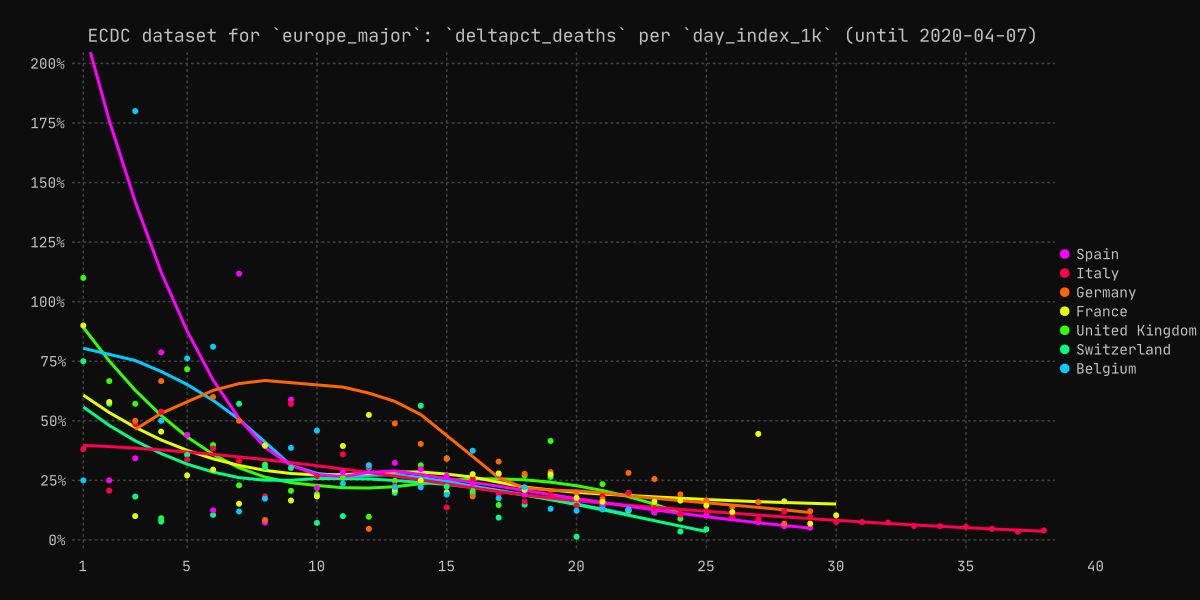 ECDC dataset for `europe_major`: `deltapct_deaths` per `day_index_1k` (until 2020-04-07)
200%
175%
150%
125%
100%
75%
50%
25%
0%
Spain
Italy
Germany
France
United Kingdom
Switzerland
Belgium
1 5 10 15 20 25 30 35 40